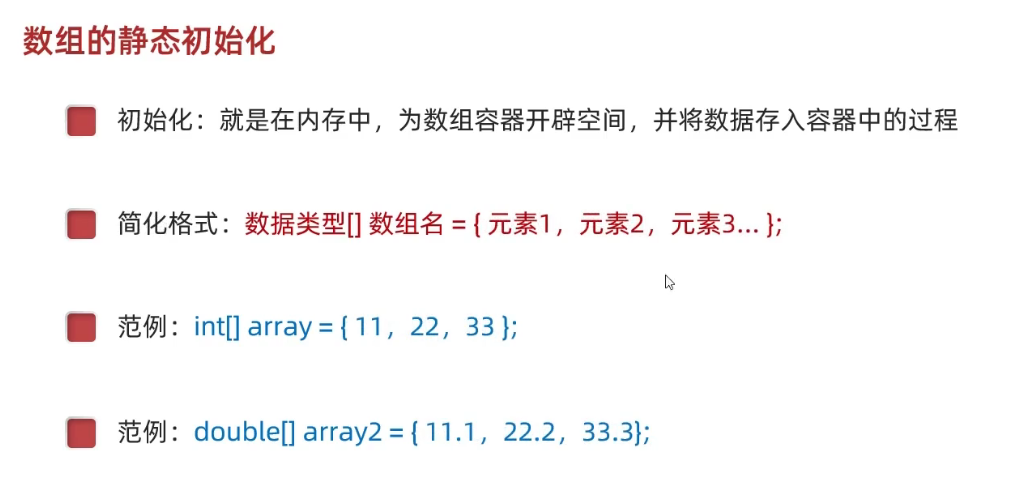 数组的静态初始化
初始化：就是在内存中，为数组容器开辟空间，并将数据存入容器中的过程
简化格式：数据类型[] 数组名 = { 元素1，元素2，元素3... };
范例：int[] array = { 11，22，33 };
范例：double[] array2 = { 11.1，22.2，33.3};